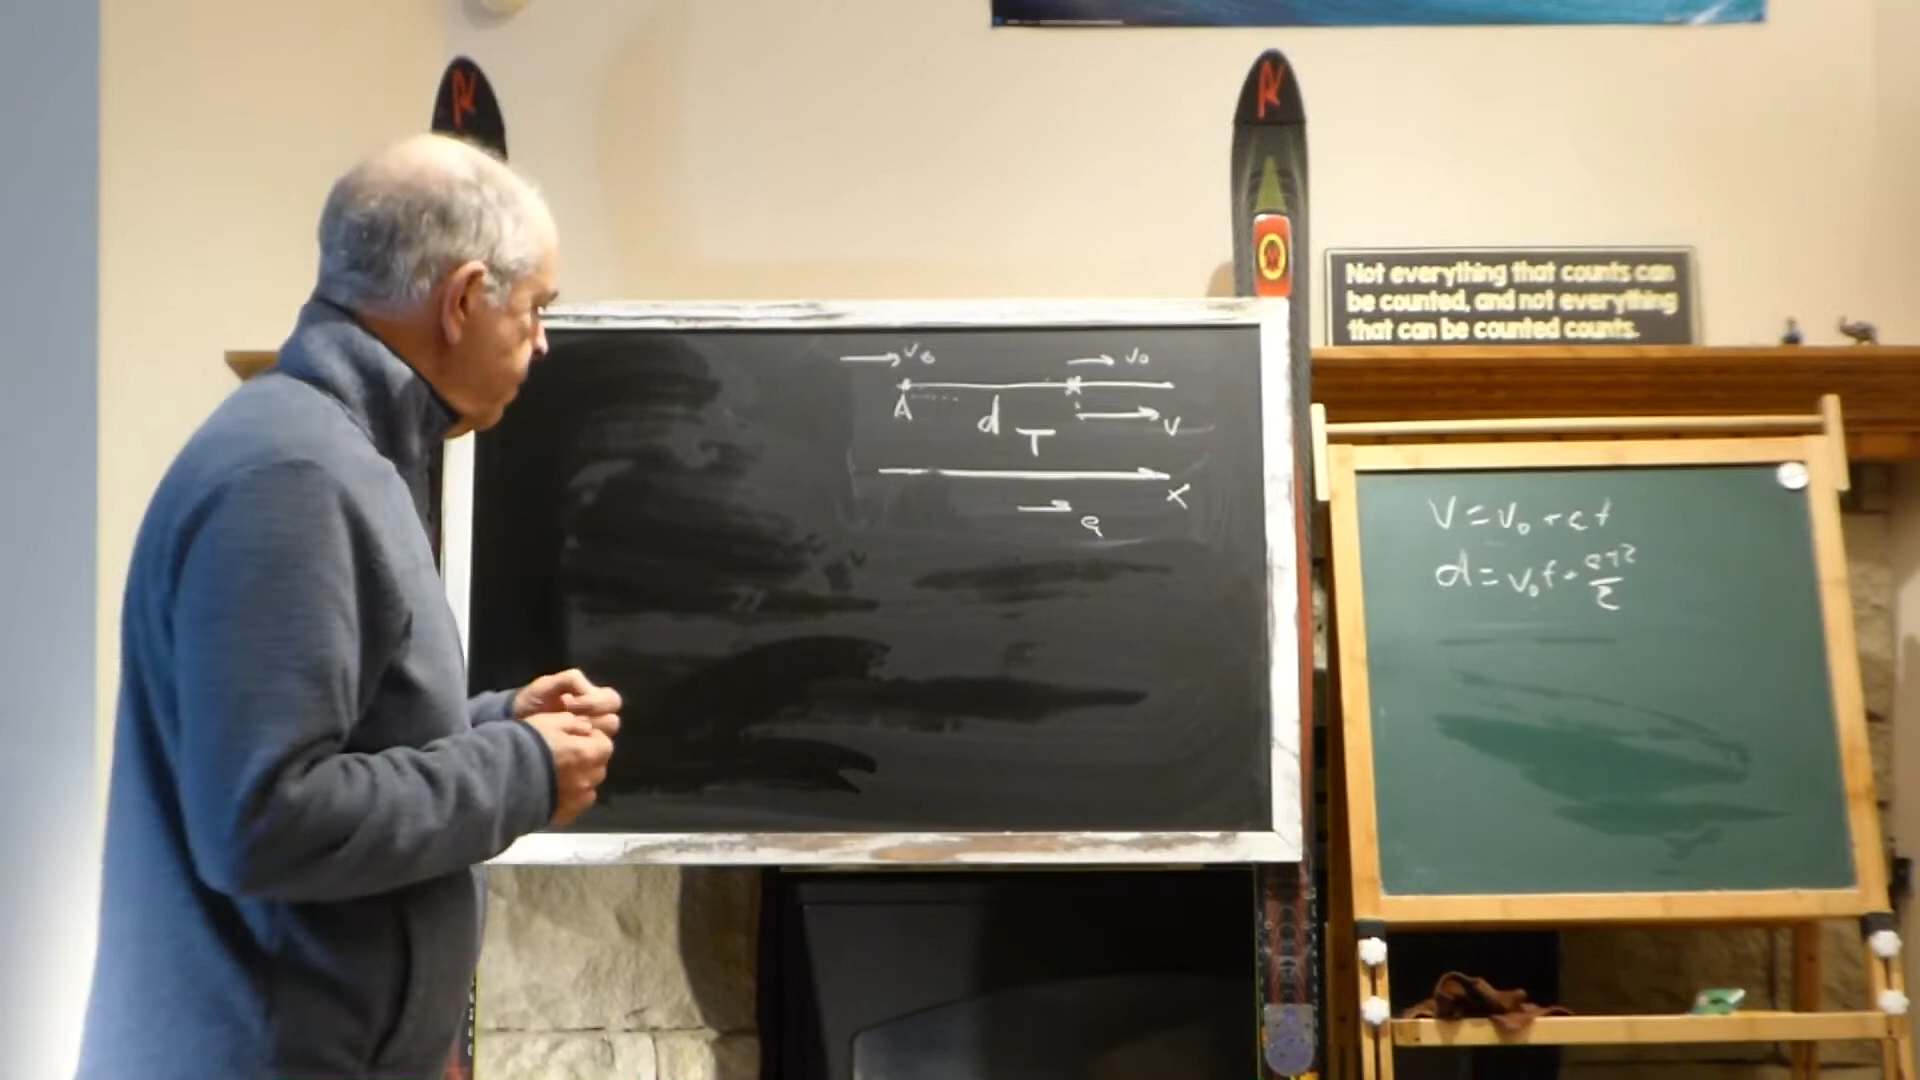 v₀ v₀
A d T v
x
a
Not everything that counts can
be counted, and not everything
that can be counted counts.
v = v₀ + at
d = v₀t + at²/2